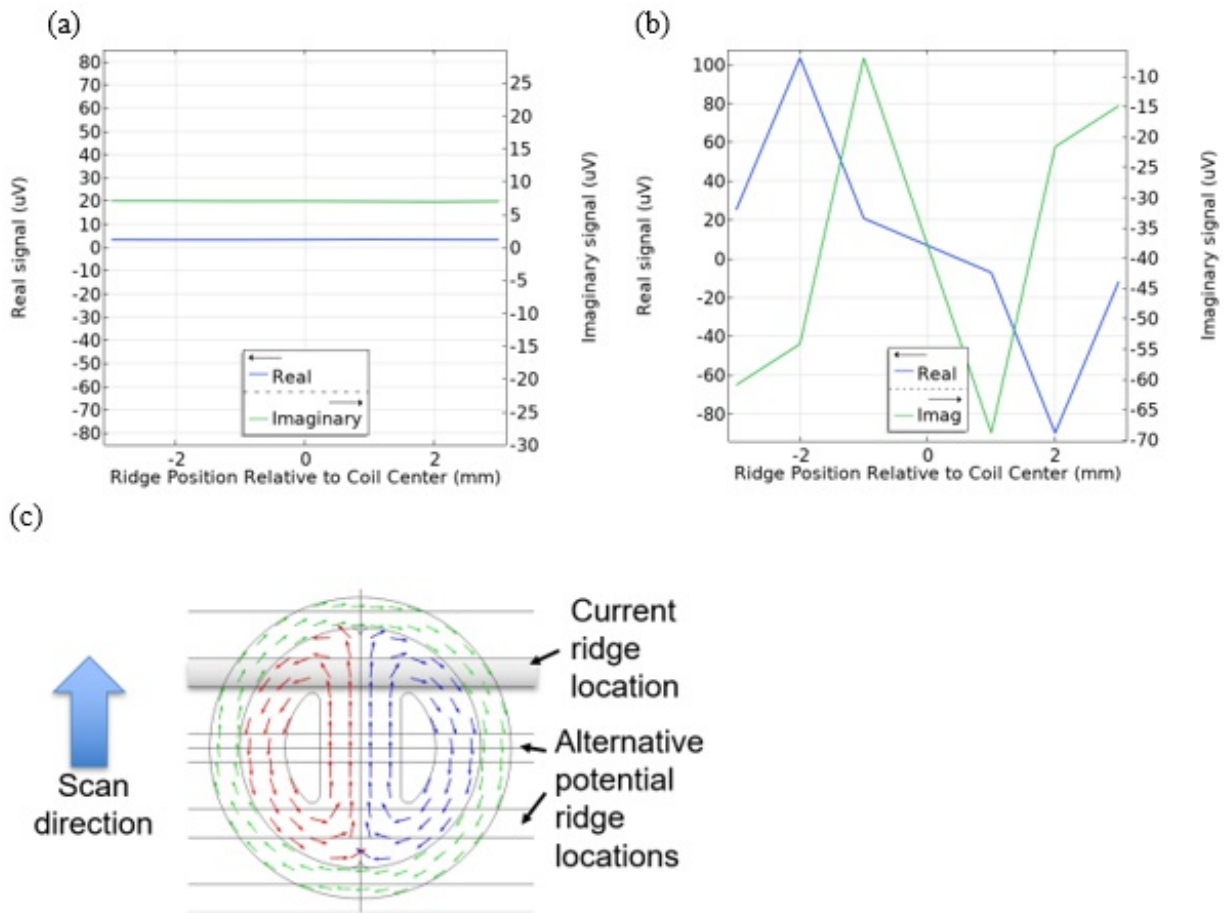 (a)
80
70
60
50
40
30
20
10
0
-10
-20
-30
-40
-50
-60
-70
-80
Real signal (uV)
25
20
15
10
5
0
-5
-10
-15
-20
-25
-30
Imaginary signal (uV)
Real
Imaginary
-2
0
2
Ridge Position Relative to Coil Center (mm)
(b)
100
80
60
40
20
0
-20
-40
-60
-80
Real signal (uV)
-10
-15
-20
-25
-30
-35
-40
-45
-50
-55
-60
-65
-70
Imaginary signal (uV)
Real
Imag
-2
0
2
Ridge Position Relative to Coil Center (mm)
(c)
Scan
direction
Current
ridge
location
Alternative
potential
ridge
locations